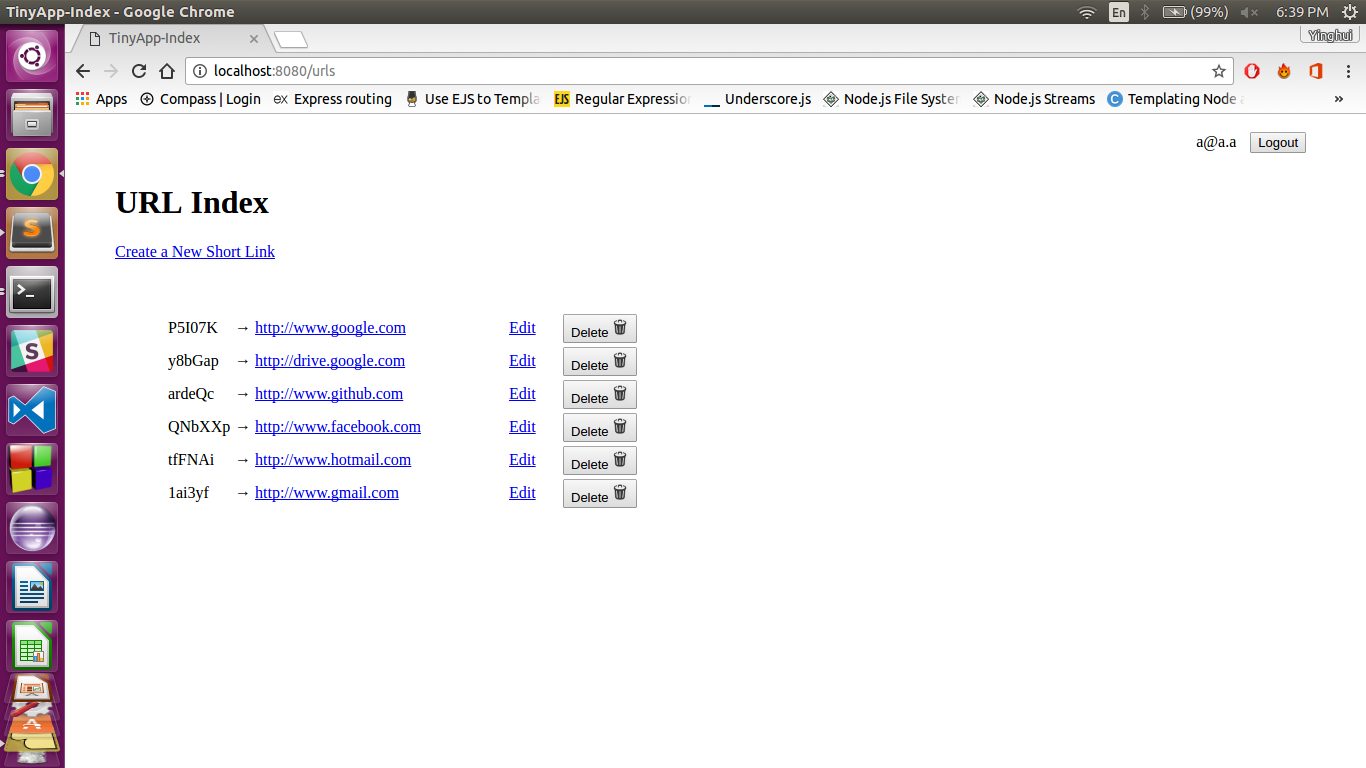 TinyApp-Index - Google Chrome En (99%) 6:39 PM
TinyApp-Index Yinghui
localhost:8080/urls
Apps Compass | Login ex Express routing Use EJS to Templa EJS Regular Expression Underscore.js Node.js File Syster Node.js Streams C Templating Node »
a@a.a Logout
URL Index
Create a New Short Link
P5I07K → http://www.google.com Edit Delete
y8bGap → http://drive.google.com Edit Delete
ardeQc → http://www.github.com Edit Delete
QNbXXp → http://www.facebook.com Edit Delete
tfFNAi → http://www.hotmail.com Edit Delete
1ai3yf → http://www.gmail.com Edit Delete